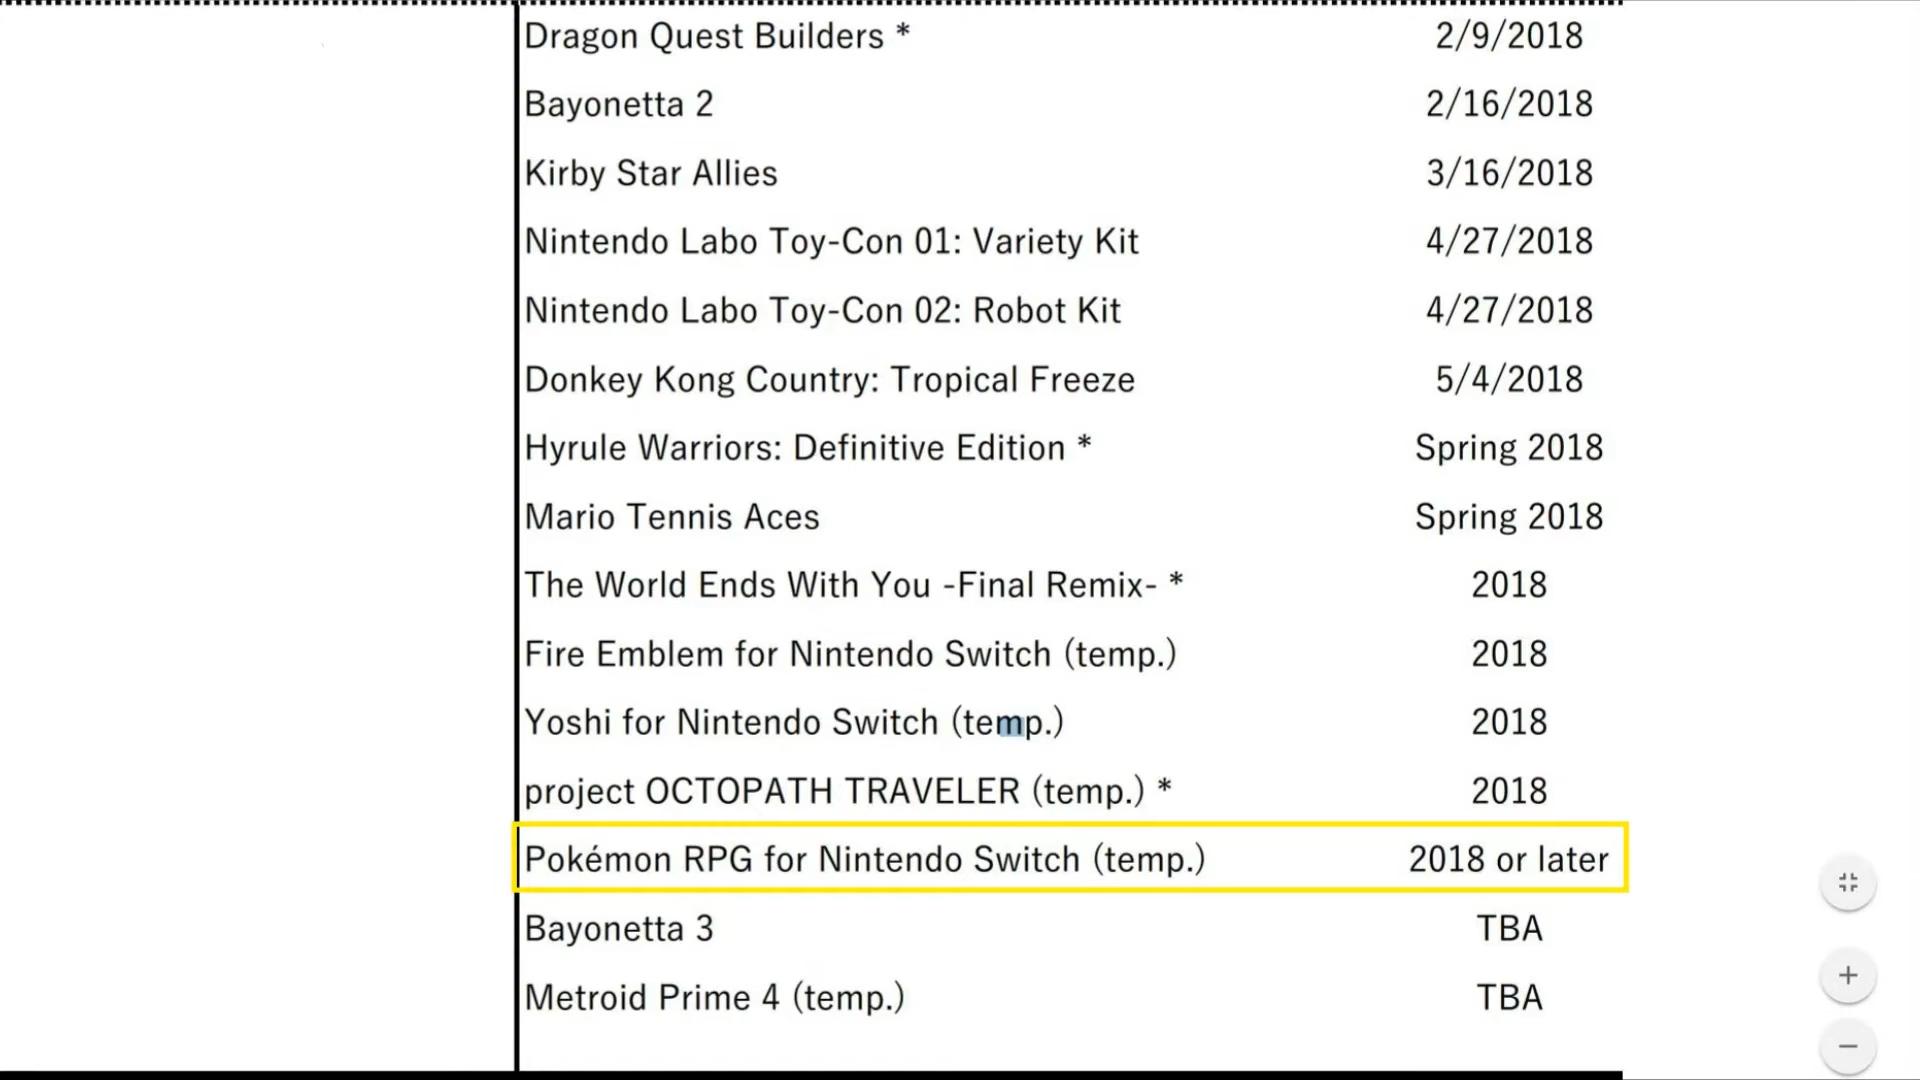 Dragon Quest Builders * 2/9/2018
Bayonetta 2 2/16/2018
Kirby Star Allies 3/16/2018
Nintendo Labo Toy-Con 01: Variety Kit 4/27/2018
Nintendo Labo Toy-Con 02: Robot Kit 4/27/2018
Donkey Kong Country: Tropical Freeze 5/4/2018
Hyrule Warriors: Definitive Edition * Spring 2018
Mario Tennis Aces Spring 2018
The World Ends With You -Final Remix- * 2018
Fire Emblem for Nintendo Switch (temp.) 2018
Yoshi for Nintendo Switch (temp.) 2018
project OCTOPATH TRAVELER (temp.) * 2018
Pokémon RPG for Nintendo Switch (temp.) 2018 or later
Bayonetta 3 TBA
Metroid Prime 4 (temp.) TBA